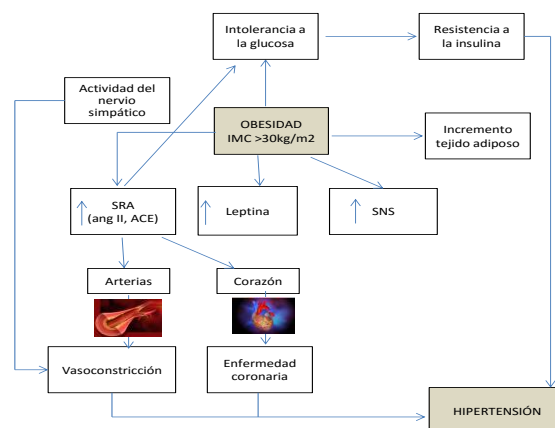 Intolerancia a
la glucosa
Resistencia a
la insulina
Actividad del
nervio
simpático
OBESIDAD
IMC >30kg/m2
Incremento
tejido adiposo
SRA
(ang II, ACE)
Leptina
SNS
Arterias
Corazón
Vasoconstricción
Enfermedad
coronaria
HIPERTENSIÓN